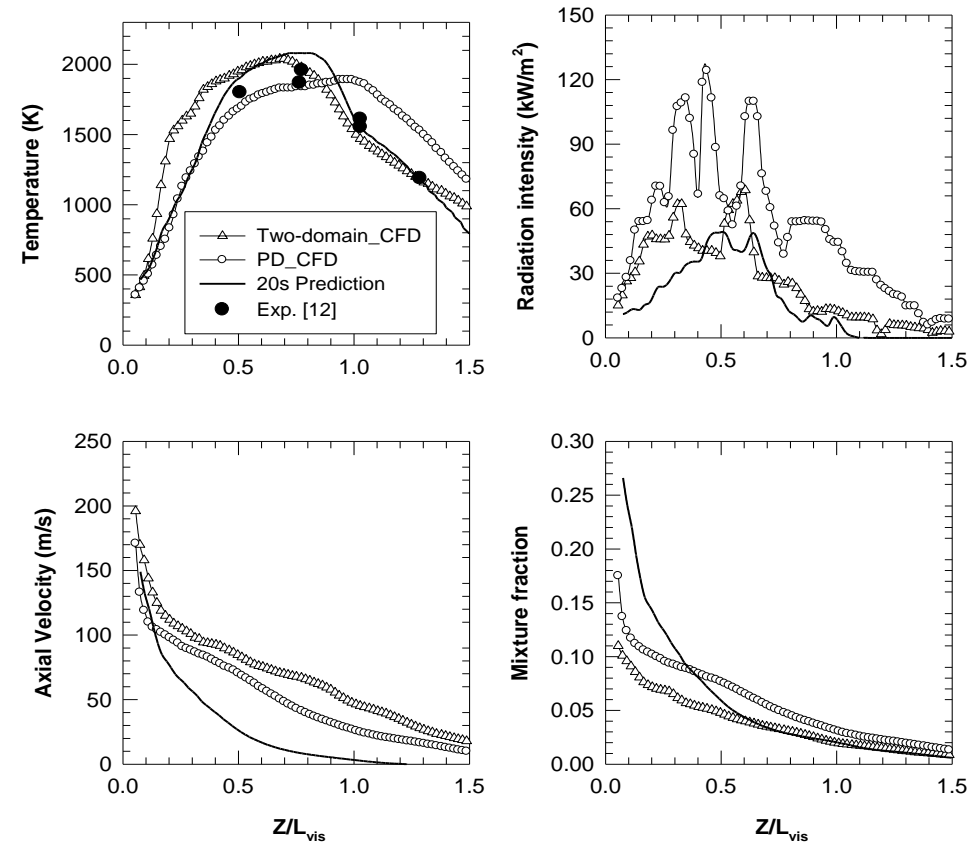 Temperature (K)
2000
1500
1000
500
0
0.0 0.5 1.0 1.5
Two-domain_CFD
PD_CFD
20s Prediction
Exp. [12]
Radiation intensity (kW/m²)
150
120
90
60
30
0
0.0 0.5 1.0 1.5
Axial Velocity (m/s)
250
200
150
100
50
0
0.0 0.5 1.0 1.5
Z/Lvis
Mixture fraction
0.30
0.25
0.20
0.15
0.10
0.05
0.00
0.0 0.5 1.0 1.5
Z/Lvis